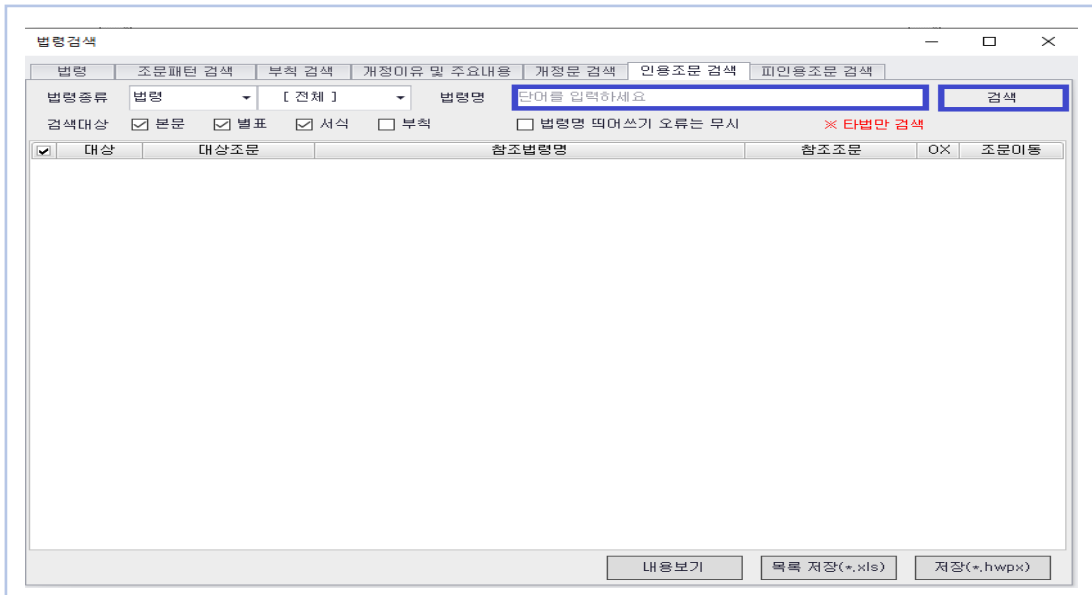 법령검색
법령 조문패턴 검색 부칙 검색 개정이유 및 주요내용 개정문 검색 인용조문 검색 피인용조문 검색
법령종류 법령 [ 전체 ] 법령명 단어를 입력하세요 검색
검색대상 본문 별표 서식 부칙 법령명 띄어쓰기 오류는 무시 ※ 타법만 검색
대상 대상조문 참조법령명 참조조문 OX 조문이동
내용보기 목록 저장(*.xls) 저장(*.hwpx)